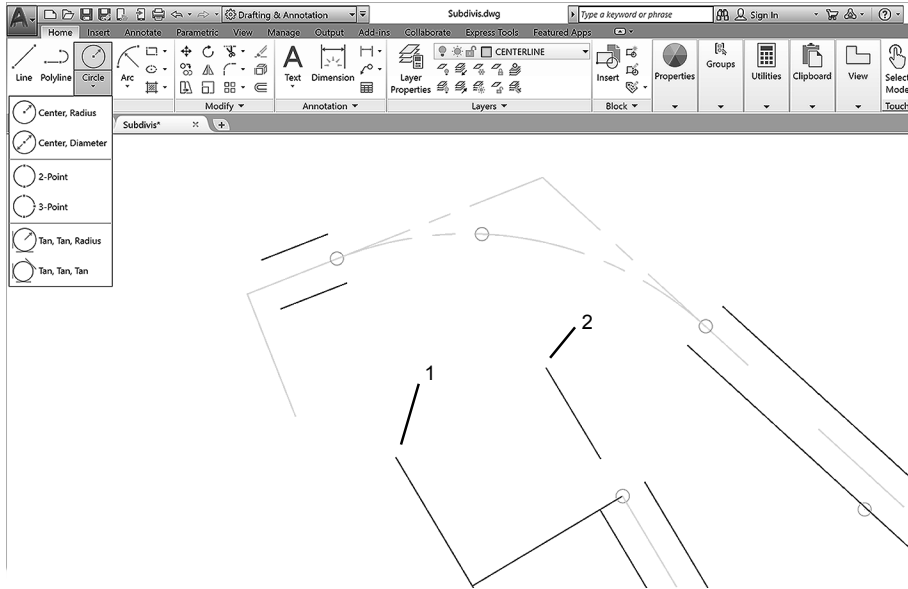 Drafting & Annotation
Subdivis.dwg
Type a keyword or phrase
Sign In
A
Home Insert Annotate Parametric View Manage Output Add-ins Collaborate Express Tools Featured Apps
CENTERLINE
Line Polyline Circle Arc
Text Dimension
Layer
Properties
Insert
Properties
Groups
Utilities
Clipboard
View
Select
Mode
Modify
Annotation
Layers
Block
Touch
Subdivis*
Center, Radius
Center, Diameter
2-Point
3-Point
Tan, Tan, Radius
Tan, Tan, Tan
2
1